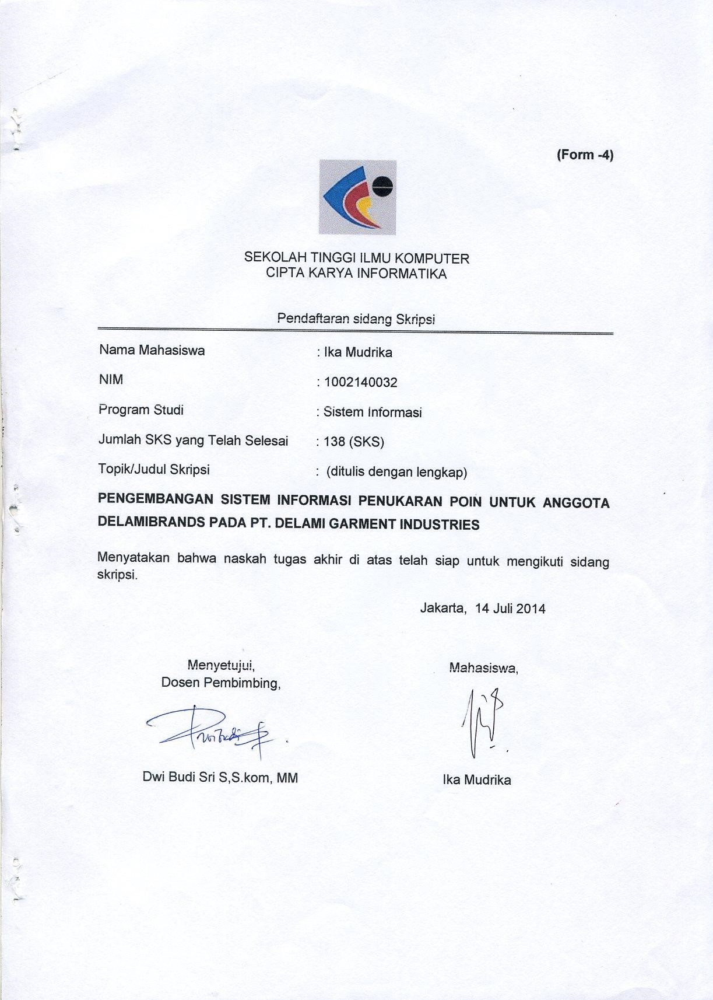 (Form -4)
SEKOLAH TINGGI ILMU KOMPUTER
CIPTA KARYA INFORMATIKA
Pendaftaran sidang Skripsi
Nama Mahasiswa : Ika Mudrika
NIM : 1002140032
Program Studi : Sistem Informasi
Jumlah SKS yang Telah Selesai : 138 (SKS)
Topik/Judul Skripsi : (ditulis dengan lengkap)
PENGEMBANGAN SISTEM INFORMASI PENUKARAN POIN UNTUK ANGGOTA
DELAMIBRANDS PADA PT. DELAMI GARMENT INDUSTRIES
Menyatakan bahwa naskah tugas akhir di atas telah siap untuk mengikuti sidang
skripsi.
Jakarta, 14 Juli 2014
Menyetujui,
Dosen Pembimbing,
Dwi Budi Sri S,S.kom, MM
Mahasiswa,
Ika Mudrika